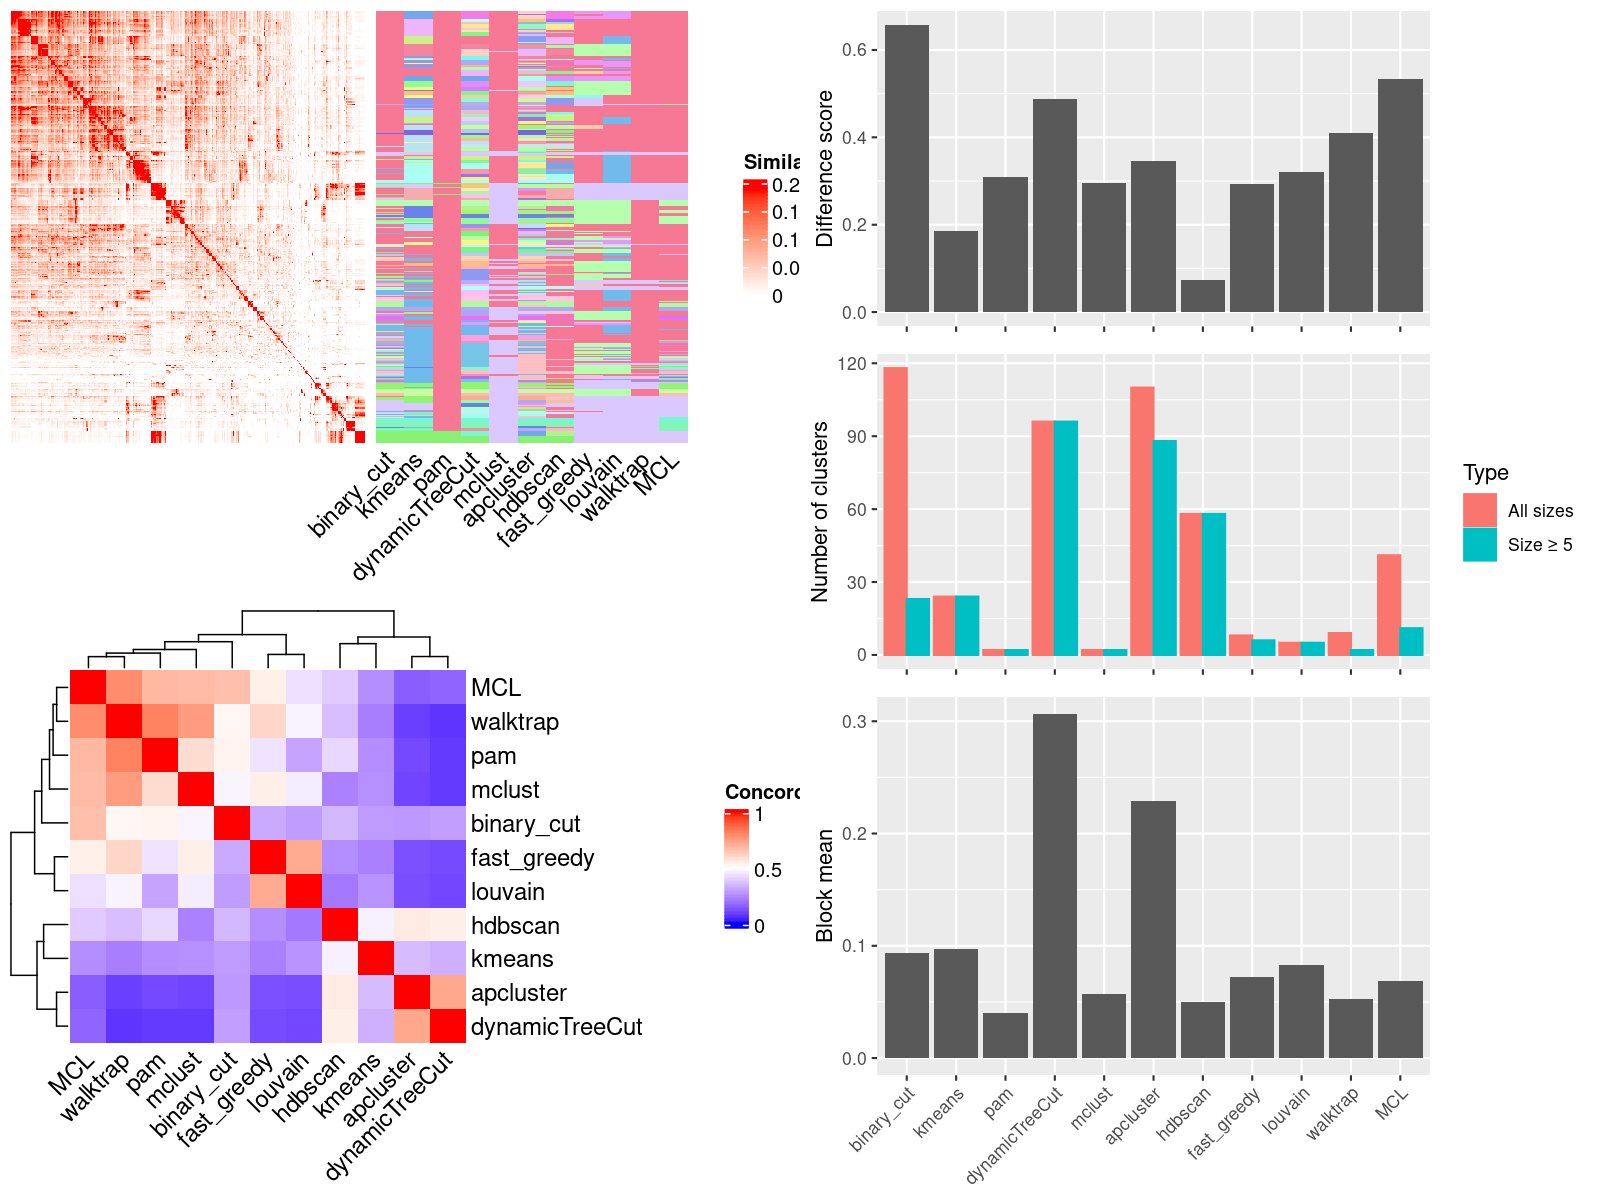 Simila
0.2
0.1
0.1
0.0
0
binary_cut
kmeans
pam
dynamicTreeCut
mclust
apcluster
hdbscan
fast_greedy
louvain
walktrap
MCL
MCL
walktrap
pam
mclust
binary_cut
fast_greedy
louvain
hdbscan
kmeans
apcluster
dynamicTreeCut
MCL
walktrap
pam
mclust
binary_cut
fast_greedy
louvain
hdbscan
kmeans
apcluster
dynamicTreeCut
Concord
1
0.5
0
Difference score
0.6
0.4
0.2
0.0
Number of clusters
120
90
60
30
0
Type
All sizes
Size ≥ 5
Block mean
0.3
0.2
0.1
0.0
binary_cut
kmeans
pam
dynamicTreeCut
mclust
apcluster
hdbscan
fast_greedy
louvain
walktrap
MCL